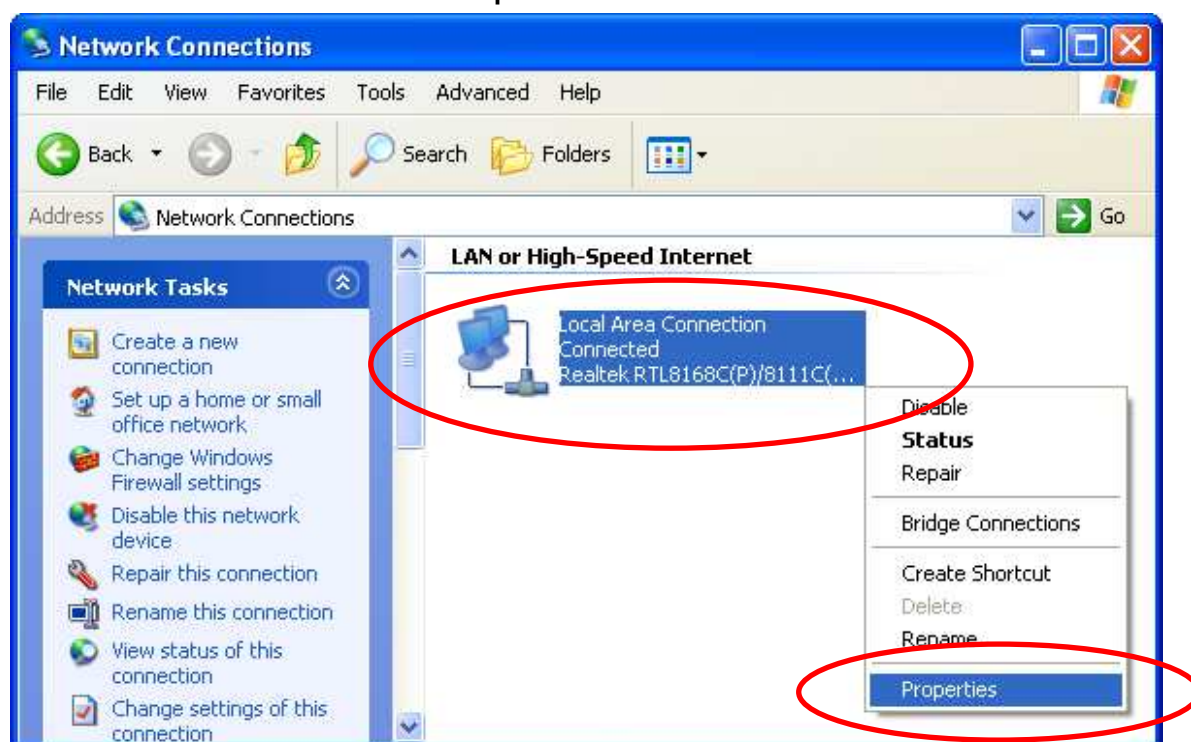 Network Connections
File Edit View Favorites Tools Advanced Help
Back Search Folders
Address Network Connections Go
Network Tasks
Create a new
connection
Set up a home or small
office network
Change Windows
Firewall settings
Disable this network
device
Repair this connection
Rename this connection
View status of this
connection
Change settings of this
connection
LAN or High-Speed Internet
Local Area Connection
Connected
Realtek RTL8168C(P)/8111C(...
Disable
Status
Repair
Bridge Connections
Create Shortcut
Delete
Rename
Properties